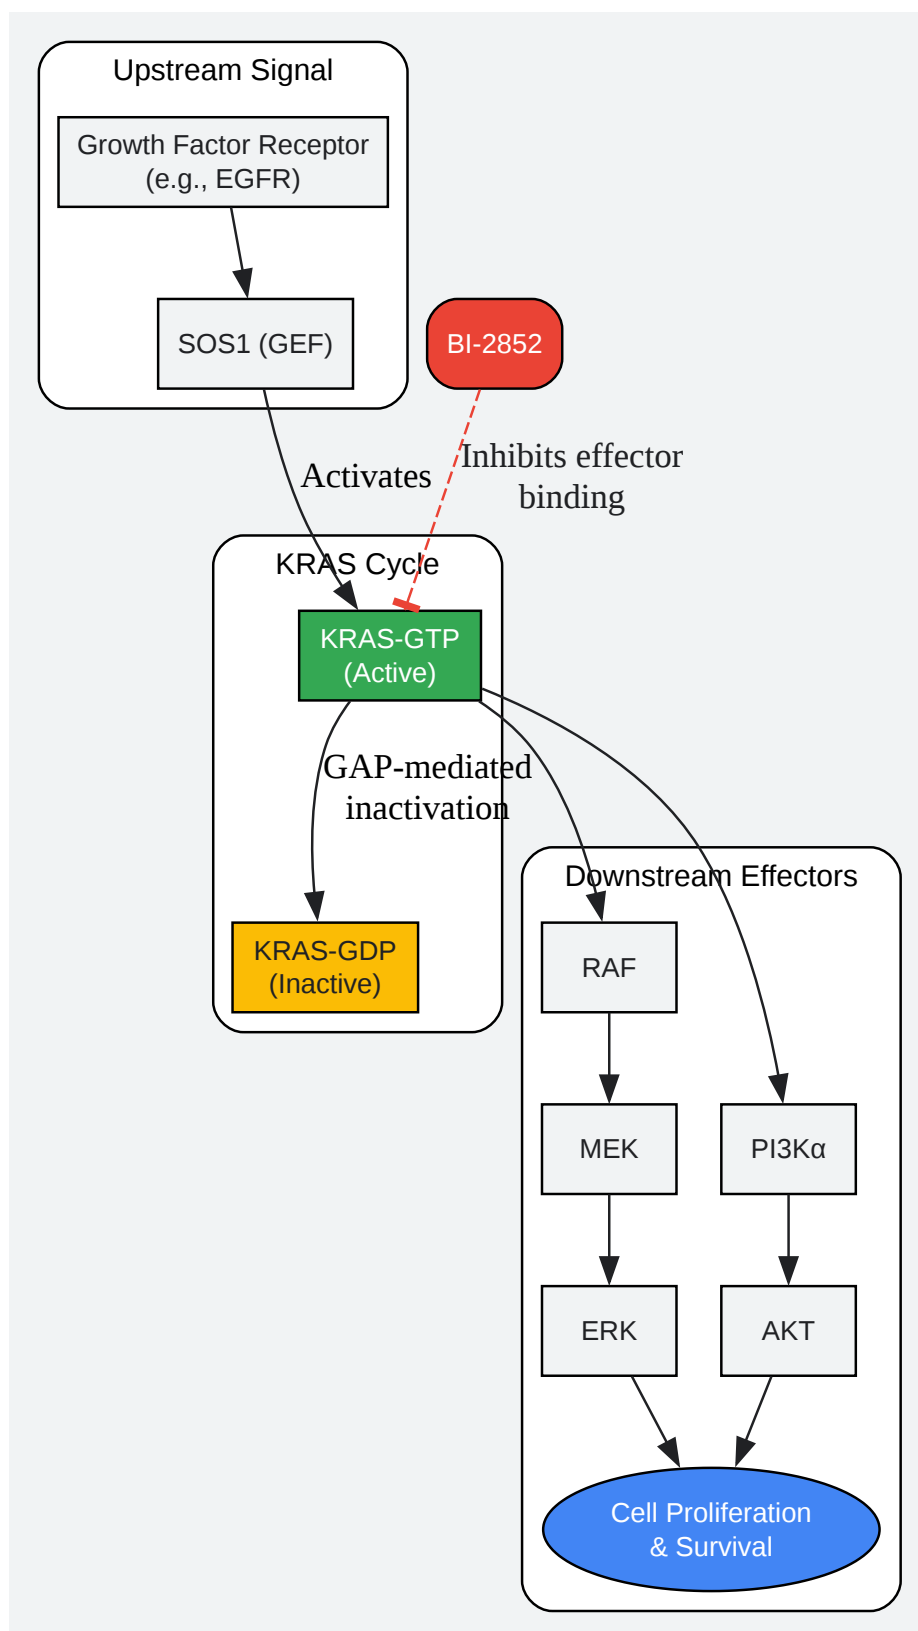 Upstream Signal
Growth Factor Receptor
(e.g., EGFR)
SOS1 (GEF)
BI-2852
Activates
Inhibits effector
binding
KRAS Cycle
KRAS-GTP
(Active)
GAP-mediated
inactivation
KRAS-GDP
(Inactive)
Downstream Effectors
RAF
MEK
PI3Kα
ERK
AKT
Cell Proliferation
& Survival